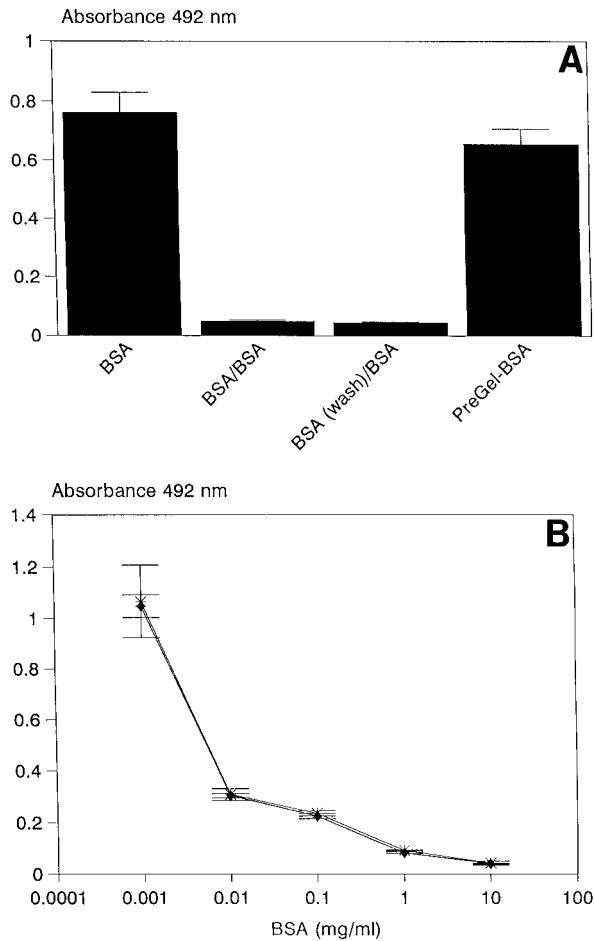 Absorbance 492 nm
A
1
0.8
0.6
0.4
0.2
0
BSA
BSA/BSA
BSA (wash)/BSA
PreGel-BSA
Absorbance 492 nm
B
1.4
1.2
1
0.8
0.6
0.4
0.2
0
0.0001 0.001 0.01 0.1 1 10 100
BSA (mg/ml)